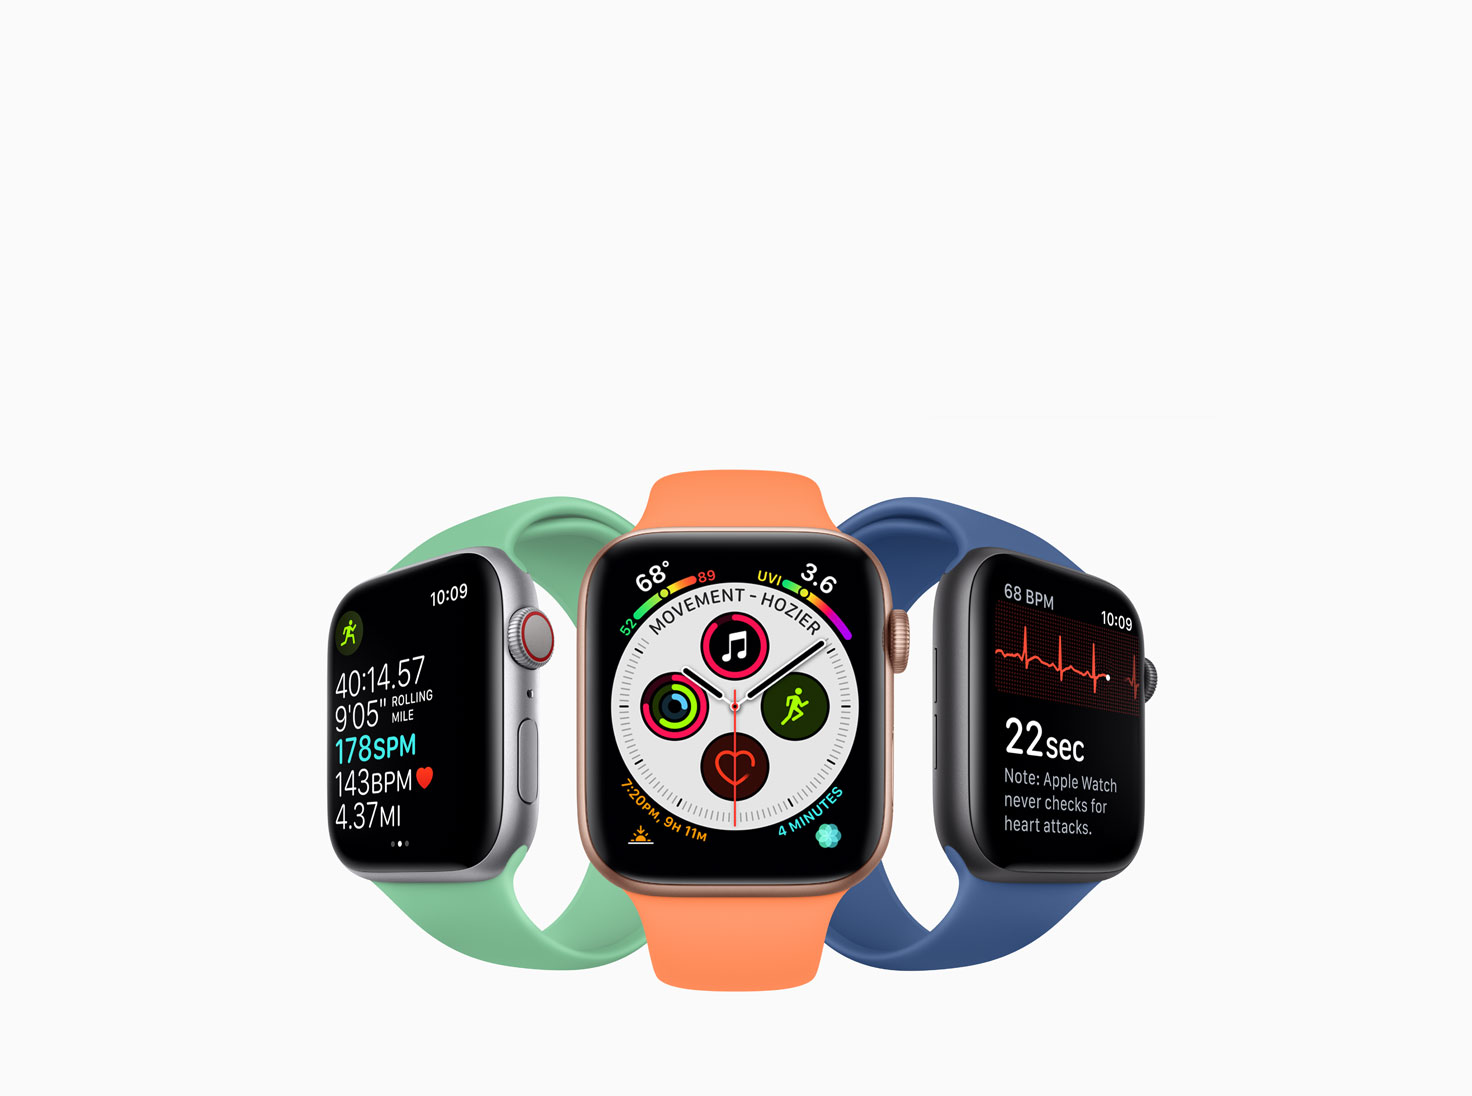 10:09
40:14.57
9'05" ROLLING
MILE
178SPM
143BPM
4.37MI
68°
89
52
UVI
3.6
MOVEMENT - HOZIER
7:20PM, 9H 11M
4 MINUTES
68 BPM
10:09
22sec
Note: Apple Watch
never checks for
heart attacks.